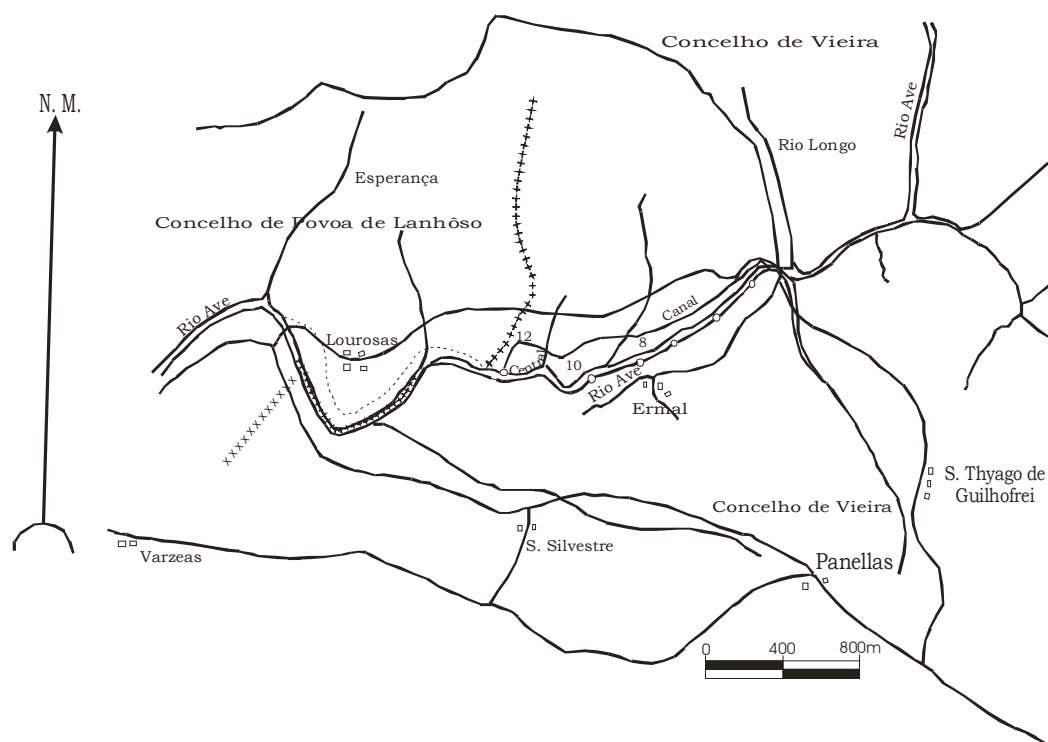 Concelho de Vieira
N. M.
Rio Ave
Rio Longo
Esperança
Concelho de Povoa de Lanhôso
Rio Ave
Canal
Lourosas
12
8
Central
10
Rio Ave
Ermal
S. Thyago de
Guilhofrei
Concelho de Vieira
S. Silvestre
Varzeas
Panellas
0 400 800m